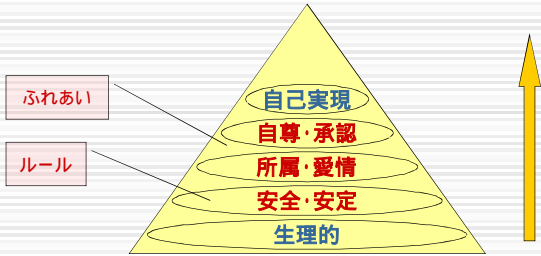 自己実現
ふれあい
自尊・承認
所属・愛情
ルール
安全・安定
生理的